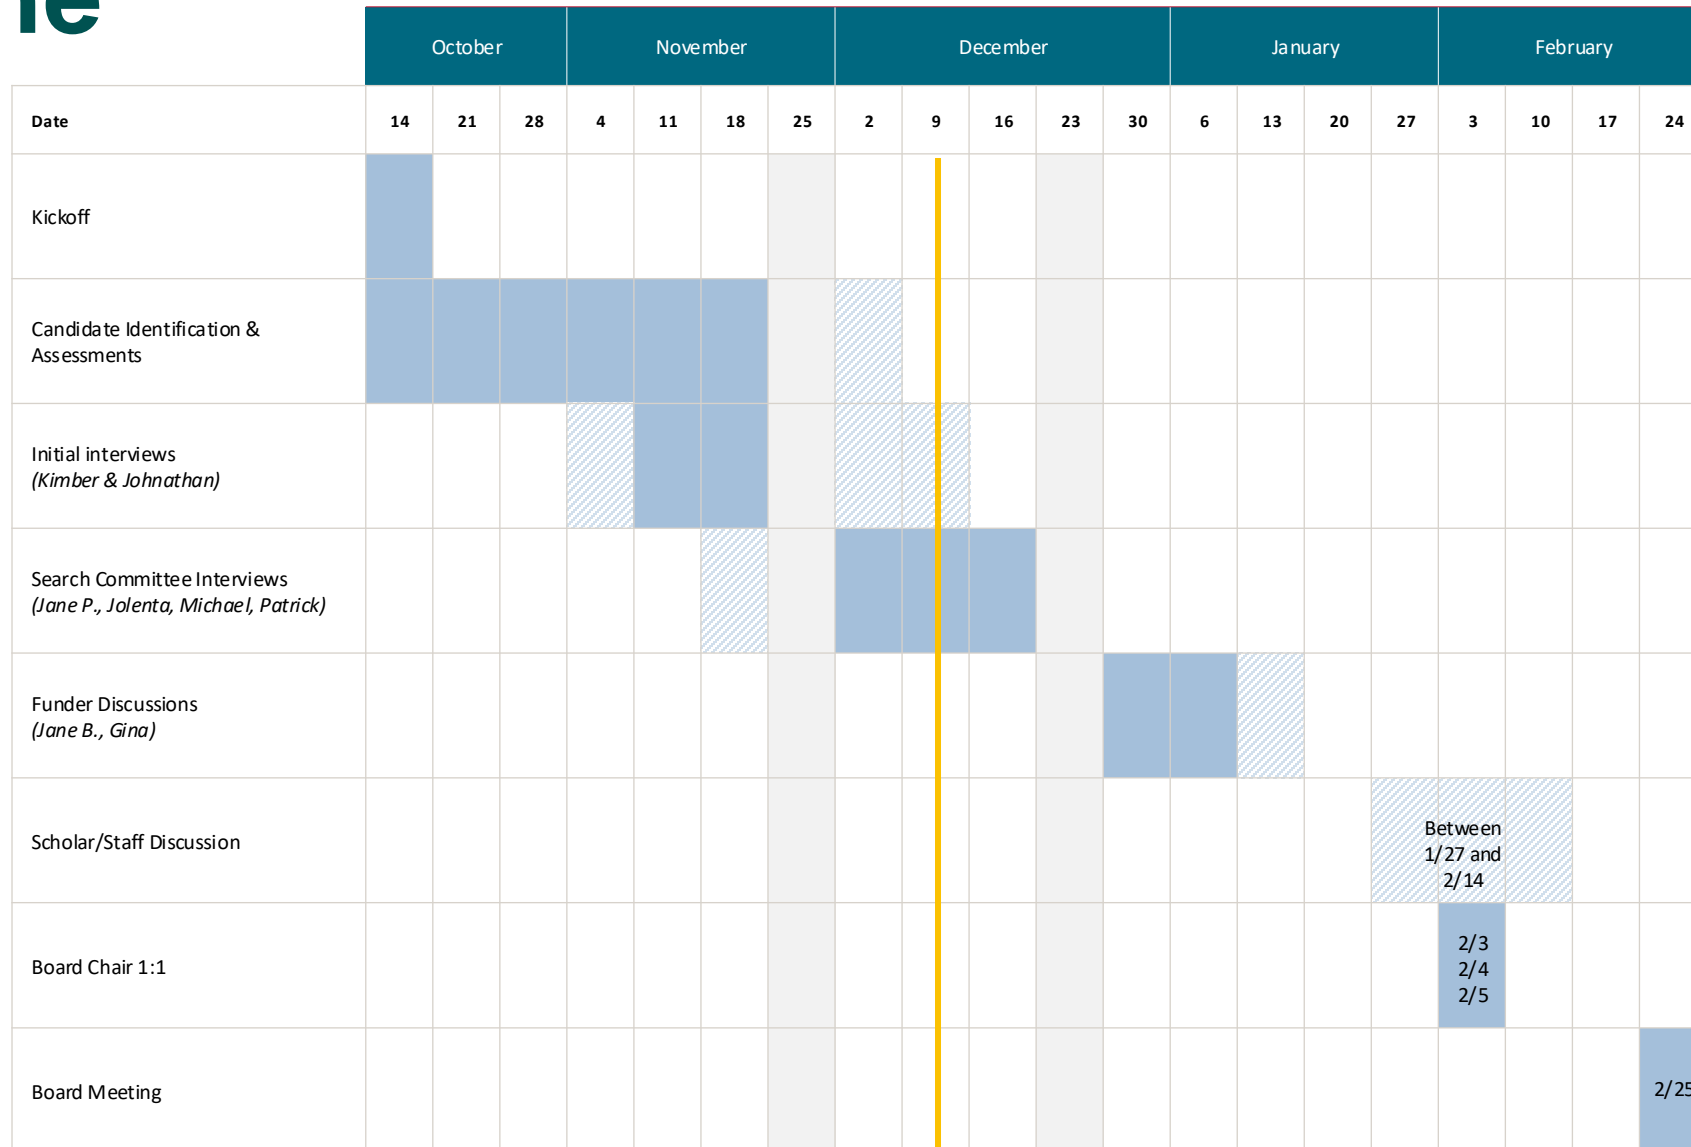 October November December January February
Date 14 21 28 4 11 18 25 2 9 16 23 30 6 13 20 27 3 10 17 24
Kickoff
Candidate Identification &
Assessments
Initial interviews
(Kimber & Johnathan)
Search Committee Interviews
(Jane P., Jolenta, Michael, Patrick)
Funder Discussions
(Jane B., Gina)
Scholar/Staff Discussion
Between
1/27 and
2/14
Board Chair 1:1
2/3
2/4
2/5
Board Meeting
2/25